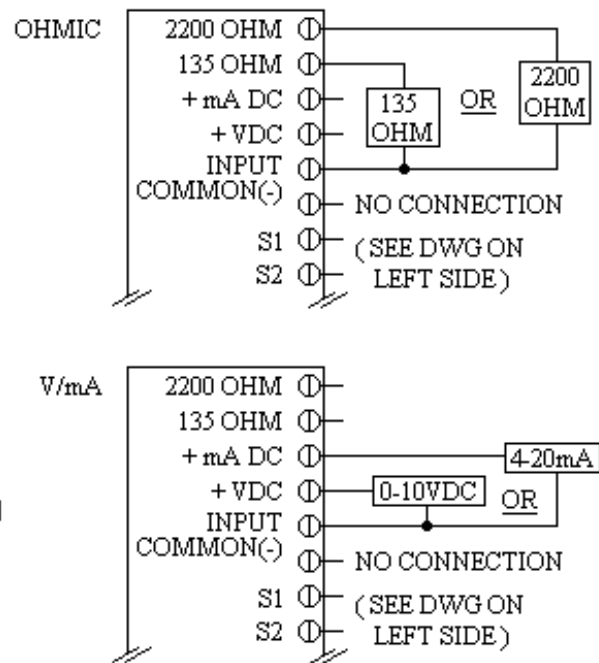 OHMIC
2200 OHM
135 OHM
+ mA DC
+ VDC
INPUT
COMMON(-)
S1
S2
135
OHM
OR
2200
OHM
NO CONNECTION
( SEE DWG ON
LEFT SIDE )
V/mA
2200 OHM
135 OHM
+ mA DC
+ VDC
INPUT
COMMON(-)
S1
S2
4-20mA
0-10VDC
OR
NO CONNECTION
( SEE DWG ON
LEFT SIDE )